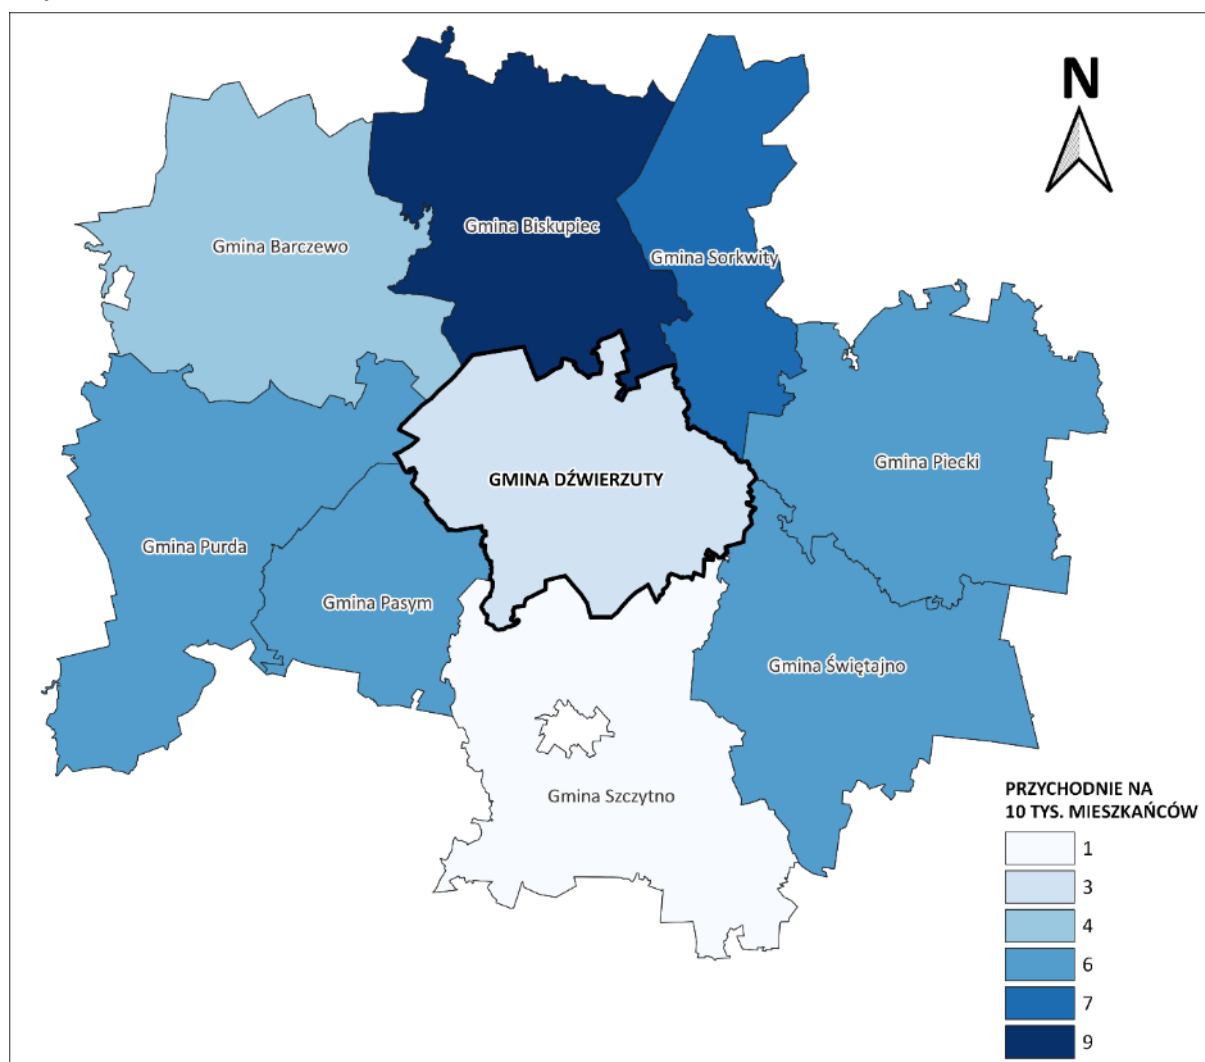 N
Gmina Biskupiec
Gmina Barczewo
Gmina Sorkwity
Gmina Piecki
GMINA DŹWIERZUTY
Gmina Purda
Gmina Pasym
Gmina Świętajno
Gmina Szczytno
PRZYCHODNIE NA
10 TYS. MIESZKAŃCÓW
1
3
4
6
7
9